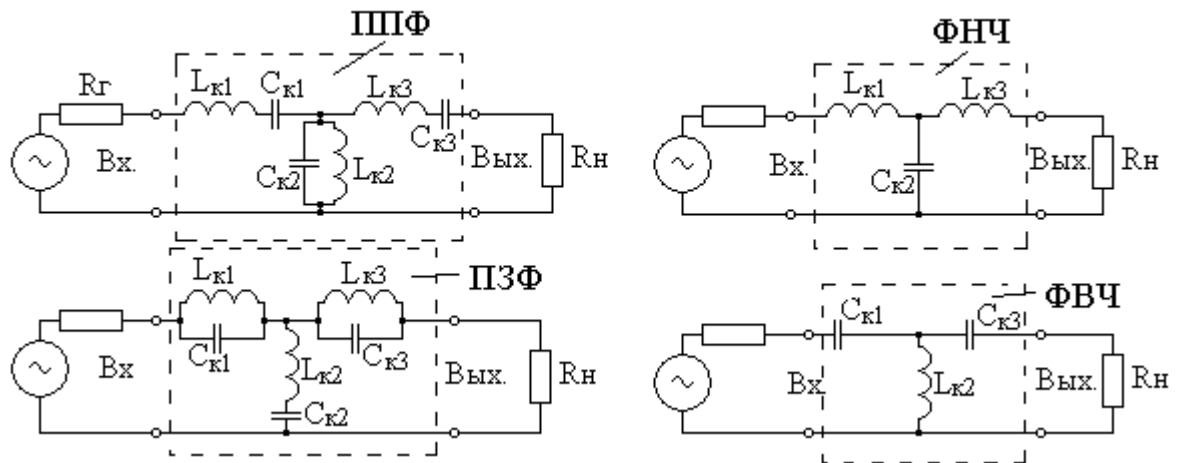 ППФ
Rг
Lк1
Cк1
Lк3
Cк3
Вх.
Cк2
Lк2
Вых.
Rн
ФНЧ
Lк1
Lк3
Вх.
Cк2
Вых.
Rн
ПЗФ
Lк1
Lк3
Cк1
Cк3
Вх
Lк2
Cк2
Вых.
Rн
ФВЧ
Cк1
Cк3
Вх.
Lк2
Вых.
Rн